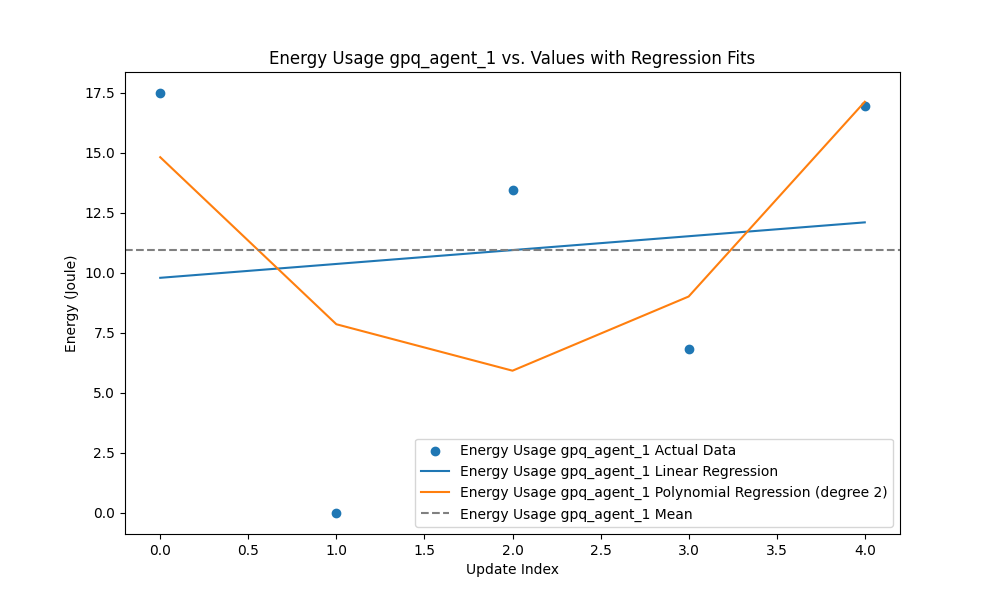 Energy Usage gpq_agent_1 vs. Values with Regression Fits
17.5
15.0
12.5
10.0
7.5
5.0
2.5
0.0
Energy (Joule)
Energy Usage gpq_agent_1 Actual Data
Energy Usage gpq_agent_1 Linear Regression
Energy Usage gpq_agent_1 Polynomial Regression (degree 2)
Energy Usage gpq_agent_1 Mean
0.0 0.5 1.0 1.5 2.0 2.5 3.0 3.5 4.0
Update Index